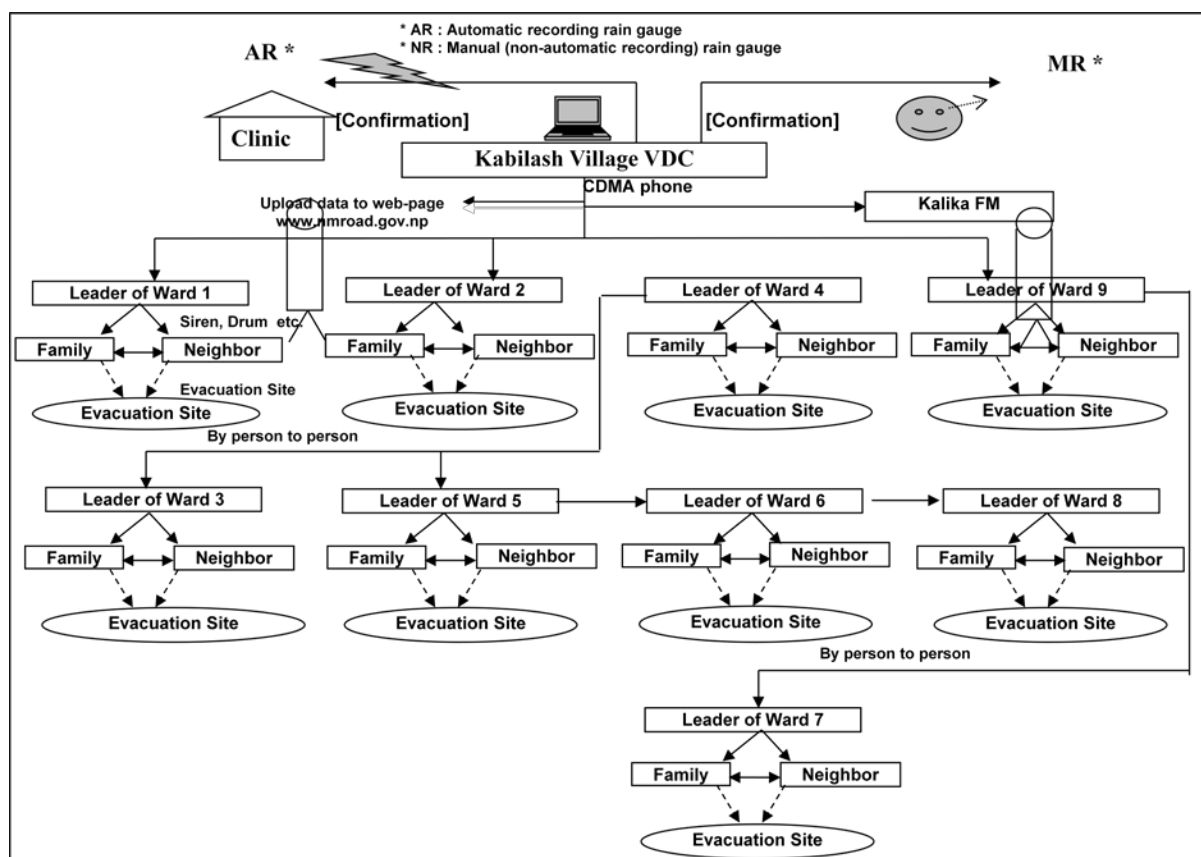 * AR : Automatic recording rain gauge
* NR : Manual (non-automatic recording) rain gauge
AR *
MR *
Clinic
[Confirmation]
[Confirmation]
Kabilash Village VDC
CDMA phone
Upload data to web-page
www.nmroad.gov.np
Kalika FM
Leader of Ward 1
Leader of Ward 2
Leader of Ward 4
Leader of Ward 9
Siren, Drum etc.
Family
Neighbor
Family
Neighbor
Family
Neighbor
Family
Neighbor
Evacuation Site
Evacuation Site
Evacuation Site
Evacuation Site
Evacuation Site
By person to person
Leader of Ward 3
Leader of Ward 5
Leader of Ward 6
Leader of Ward 8
Family
Neighbor
Family
Neighbor
Family
Neighbor
Family
Neighbor
Evacuation Site
Evacuation Site
Evacuation Site
Evacuation Site
By person to person
Leader of Ward 7
Family
Neighbor
Evacuation Site